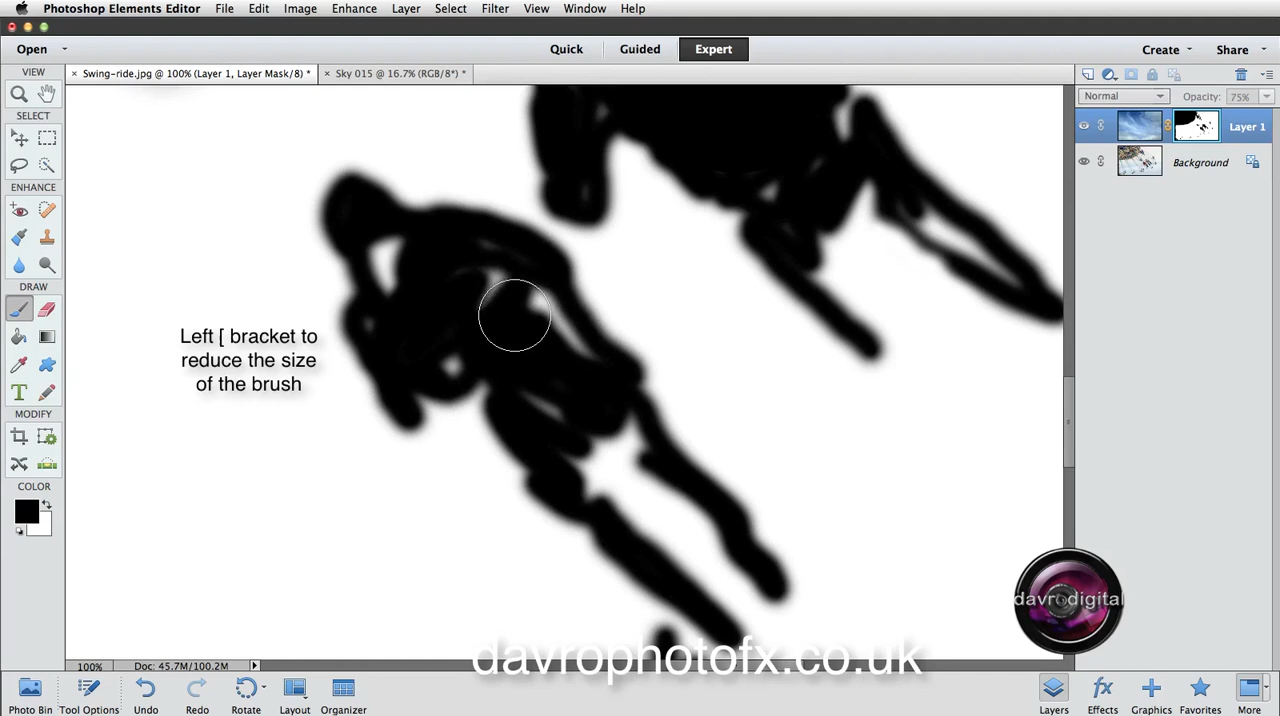 Photoshop Elements Editor File Edit Image Enhance Layer Select Filter View Window Help
Open Quick Guided Expert Create Share
VIEW × Swing-ride.jpg @ 100% (Layer 1, Layer Mask/8) * × Sky 015 @ 16.7% (RGB/8*) *
Normal Opacity: 75%
SELECT
Layer 1
Background
ENHANCE
DRAW
Left [ bracket to
reduce the size
of the brush
T
MODIFY
COLOR
davrodigital
davrophotofx.co.uk
100% Doc: 45.7M/100.2M
Photo Bin Tool Options Undo Redo Rotate Layout Organizer Layers Effects Graphics Favorites More